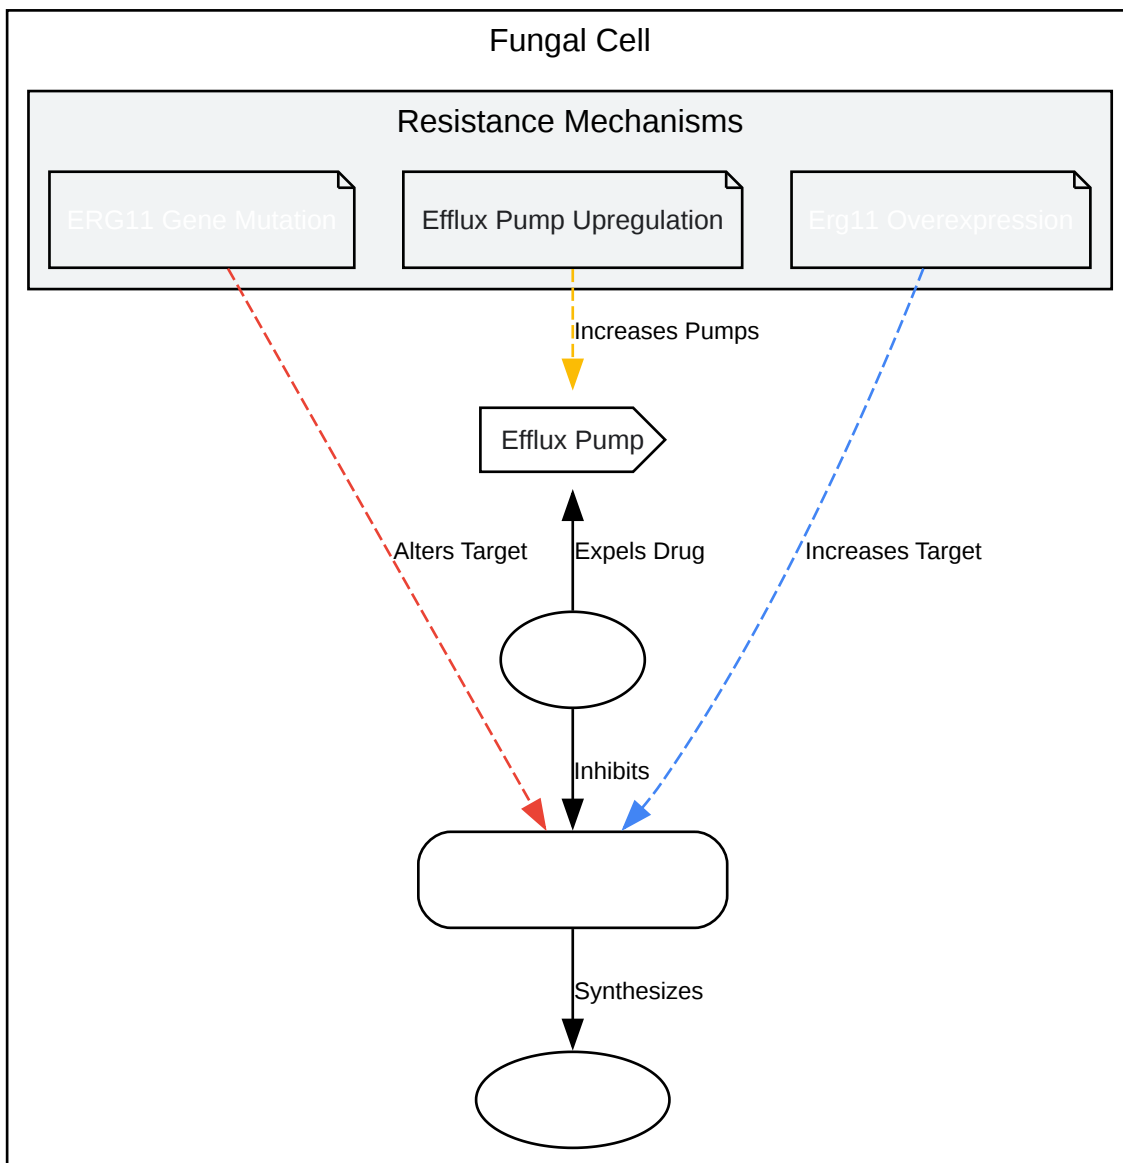 Fungal Cell
Resistance Mechanisms
ERG11 Gene Mutation
Efflux Pump Upregulation
Erg11 Overexpression
Increases Pumps
Efflux Pump
Alters Target
Expels Drug
Increases Target
Inhibits
Synthesizes